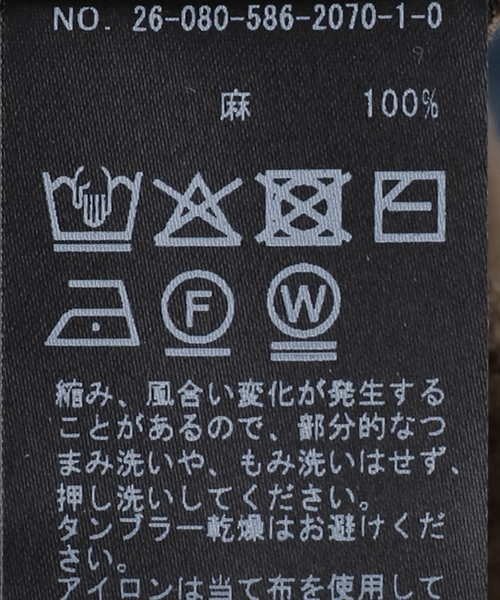 NO. 26-080-586-2070-1-0
麻 100%
F W
縮み、風合い変化が発生する
ことがあるので、部分的なつ
まみ洗いや、もみ洗いはせず、
押し洗いしてください。
タンブラー乾燥はお避けくだ
さい。
アイロンは当て布を使用して